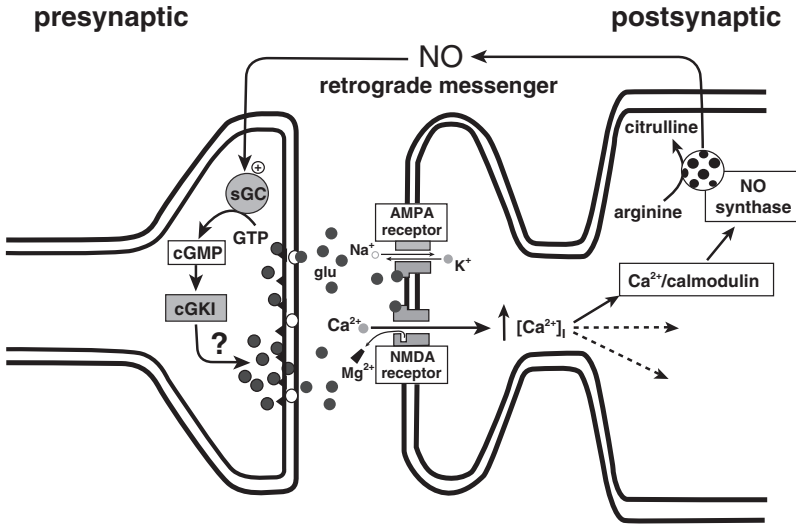 presynaptic
postsynaptic
NO
retrograde messenger
citrulline
arginine
NO
synthase
+
sGC
GTP
cGMP
cGKI
?
glu
AMPA
receptor
Na⁺
K⁺
Ca²⁺
Mg²⁺
NMDA
receptor
[Ca²⁺]I
Ca²⁺/calmodulin